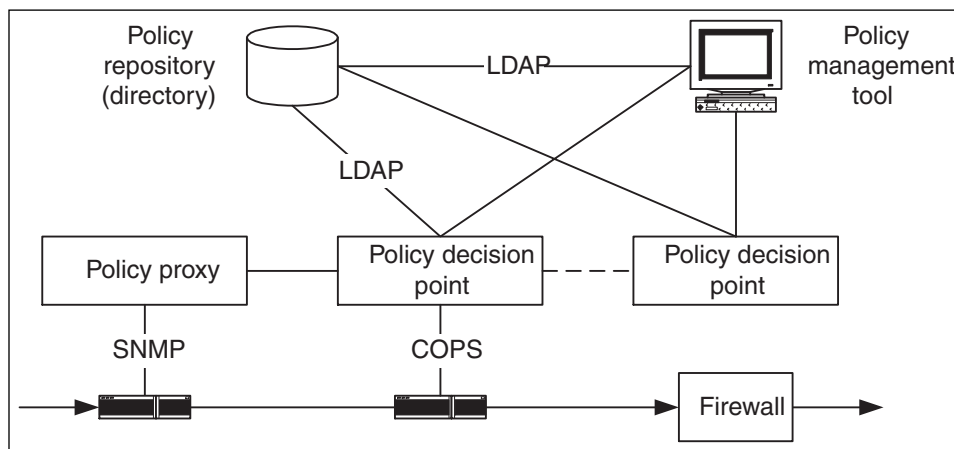 Policy
repository
(directory)
LDAP
Policy
management
tool
LDAP
Policy proxy
Policy decision
point
Policy decision
point
SNMP
COPS
Firewall